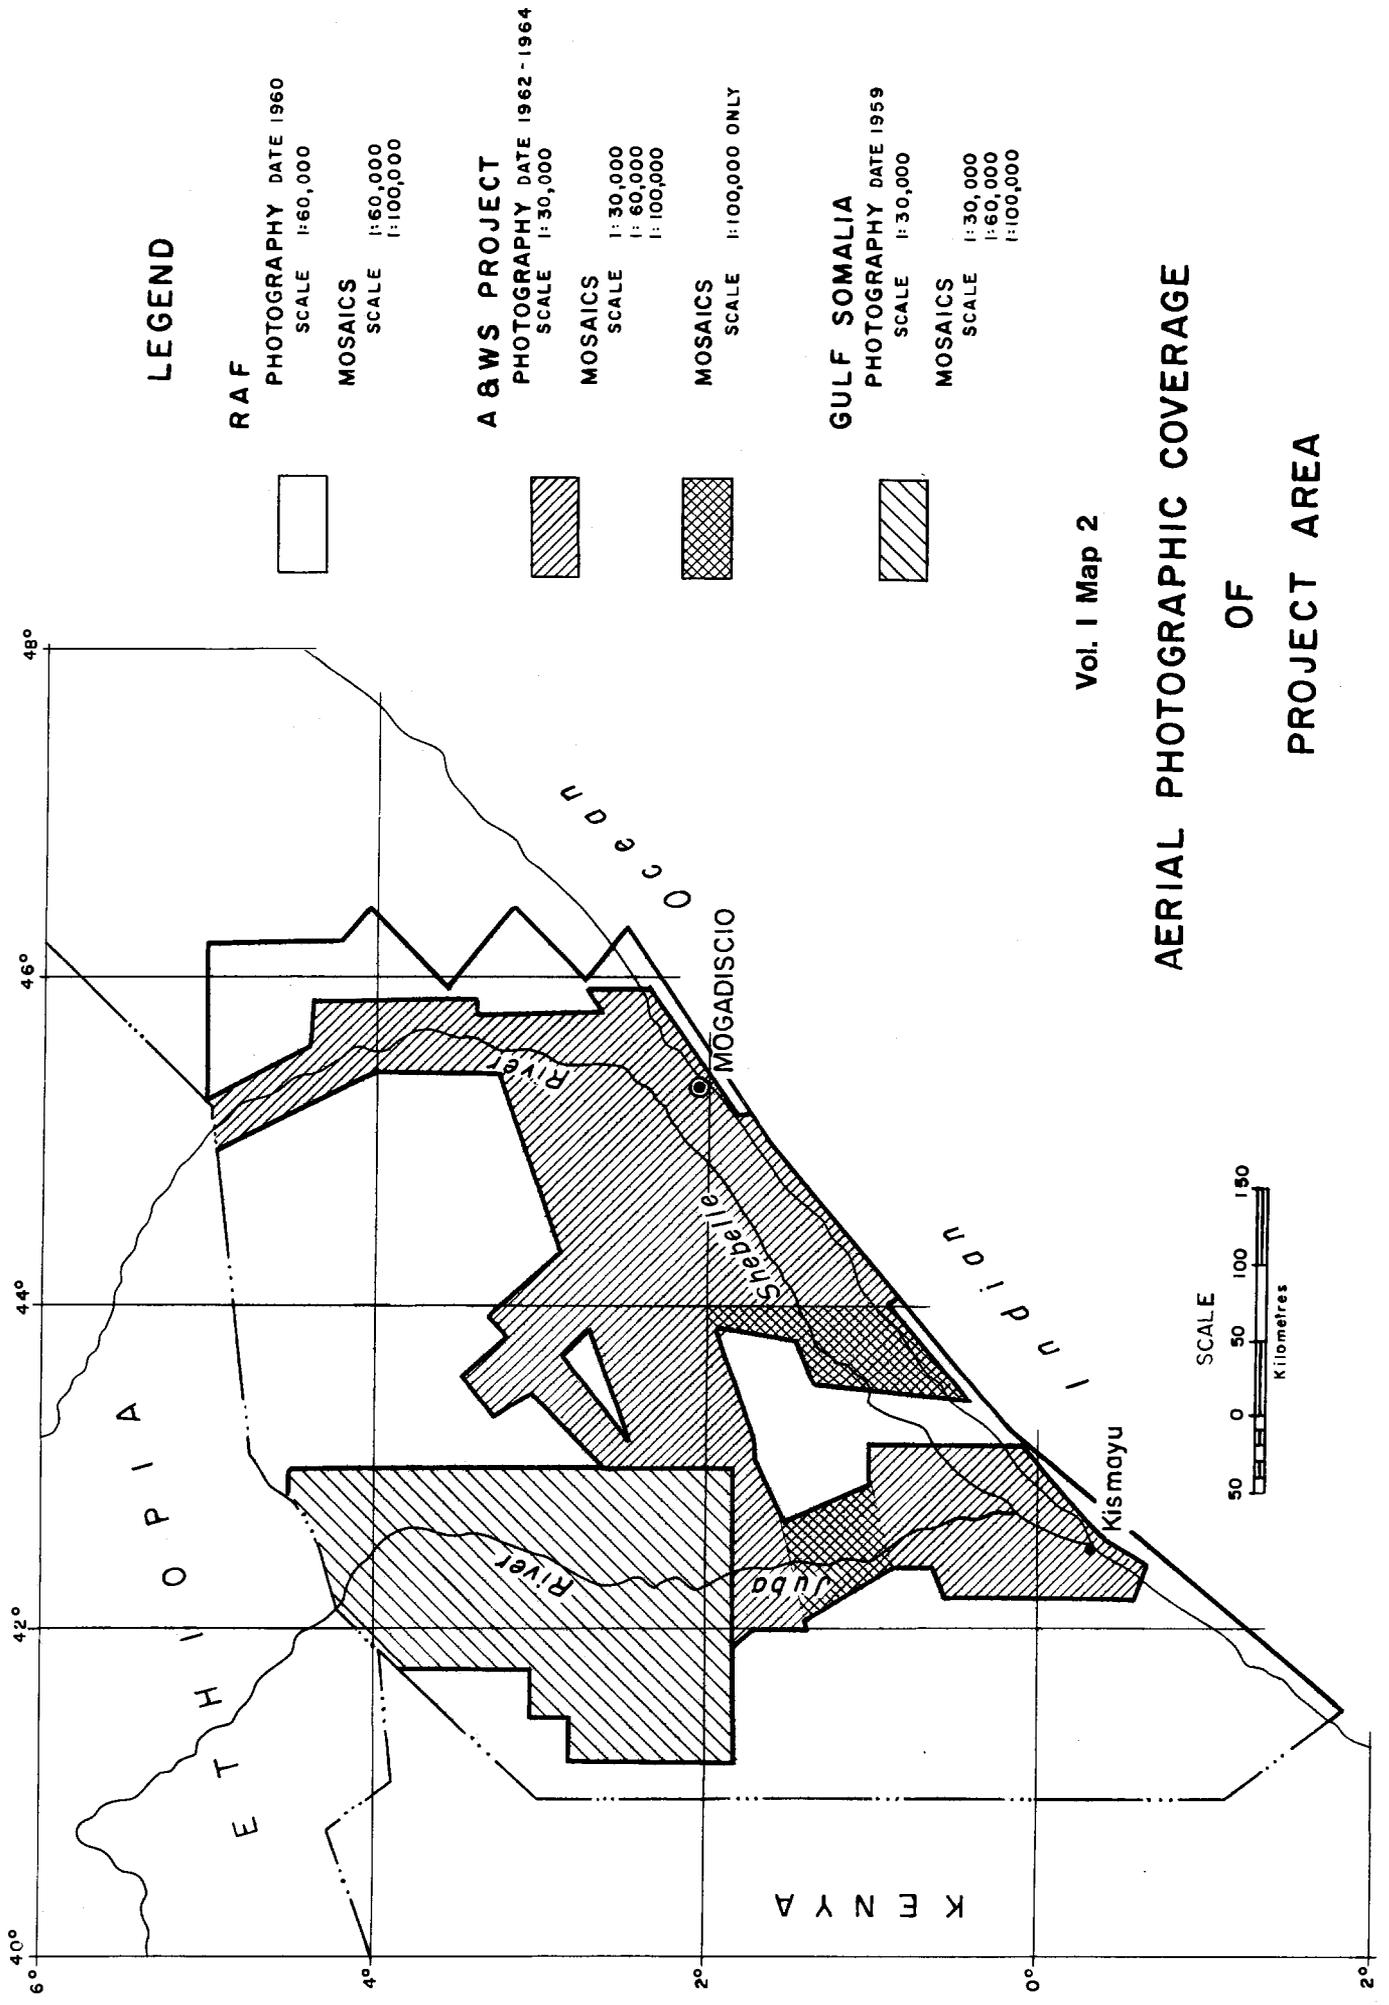 LEGEND
RAF
PHOTOGRAPHY DATE 1960
SCALE 1:60,000
MOSAICS
SCALE 1:60,000
1:100,000
A & WS PROJECT
PHOTOGRAPHY DATE 1962 - 1964
SCALE 1:30,000
MOSAICS
SCALE 1:30,000
1:60,000
1:100,000
MOSAICS
SCALE 1:100,000 ONLY
GULF SOMALIA
PHOTOGRAPHY DATE 1959
SCALE 1:30,000
MOSAICS
SCALE 1:30,000
1:60,000
1:100,000
Vol. I Map 2
AERIAL PHOTOGRAPHIC COVERAGE
OF
PROJECT AREA
40°
42°
44°
46°
48°
6°
4°
2°
0°
2°
ETHIOPIA
KENYA
River
Juba
River
Shebelle
MOGADISCIO
Kismayu
Indian
Ocean
SCALE
50 0 50 100 150
Kilometres